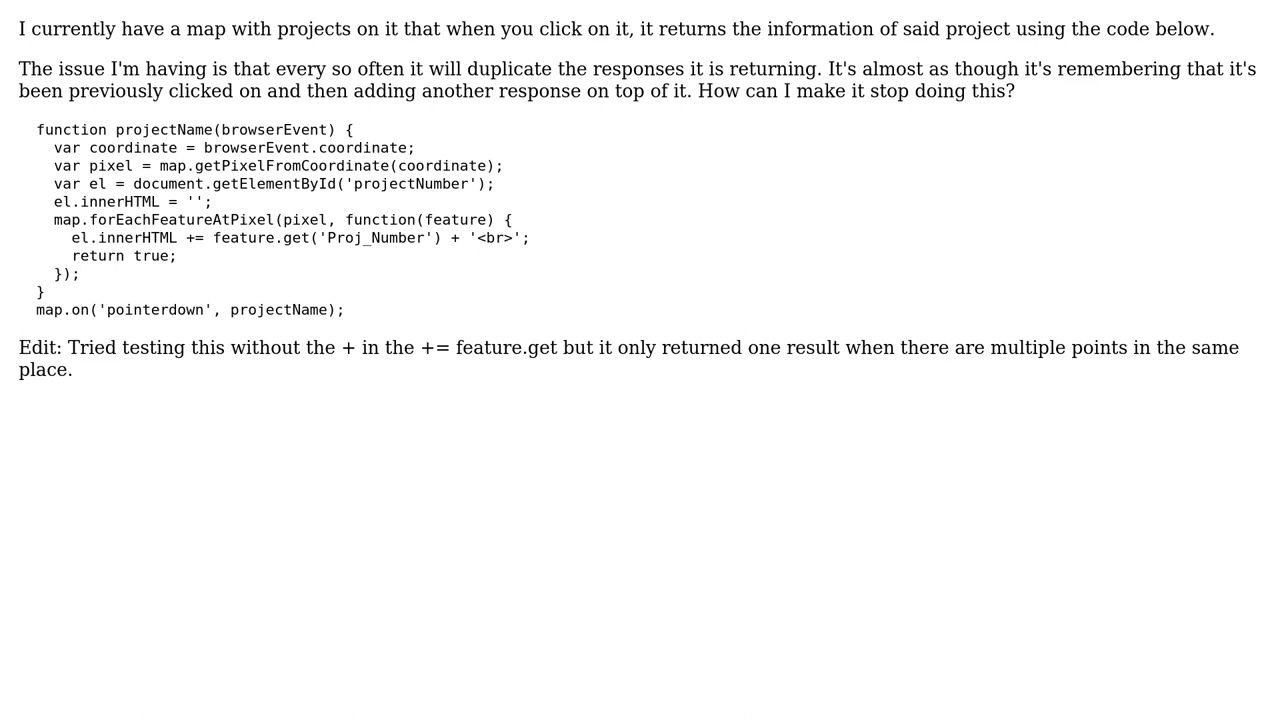 I currently have a map with projects on it that when you click on it, it returns the information of said project using the code below.
The issue I'm having is that every so often it will duplicate the responses it is returning. It's almost as though it's remembering that it's
been previously clicked on and then adding another response on top of it. How can I make it stop doing this?
function projectName(browserEvent) {
  var coordinate = browserEvent.coordinate;
  var pixel = map.getPixelFromCoordinate(coordinate);
  var el = document.getElementById('projectNumber');
  el.innerHTML = '';
  map.forEachFeatureAtPixel(pixel, function(feature) {
    el.innerHTML += feature.get('Proj_Number') + '<br>';
    return true;
  });
}
map.on('pointerdown', projectName);
Edit: Tried testing this without the + in the += feature.get but it only returned one result when there are multiple points in the same
place.